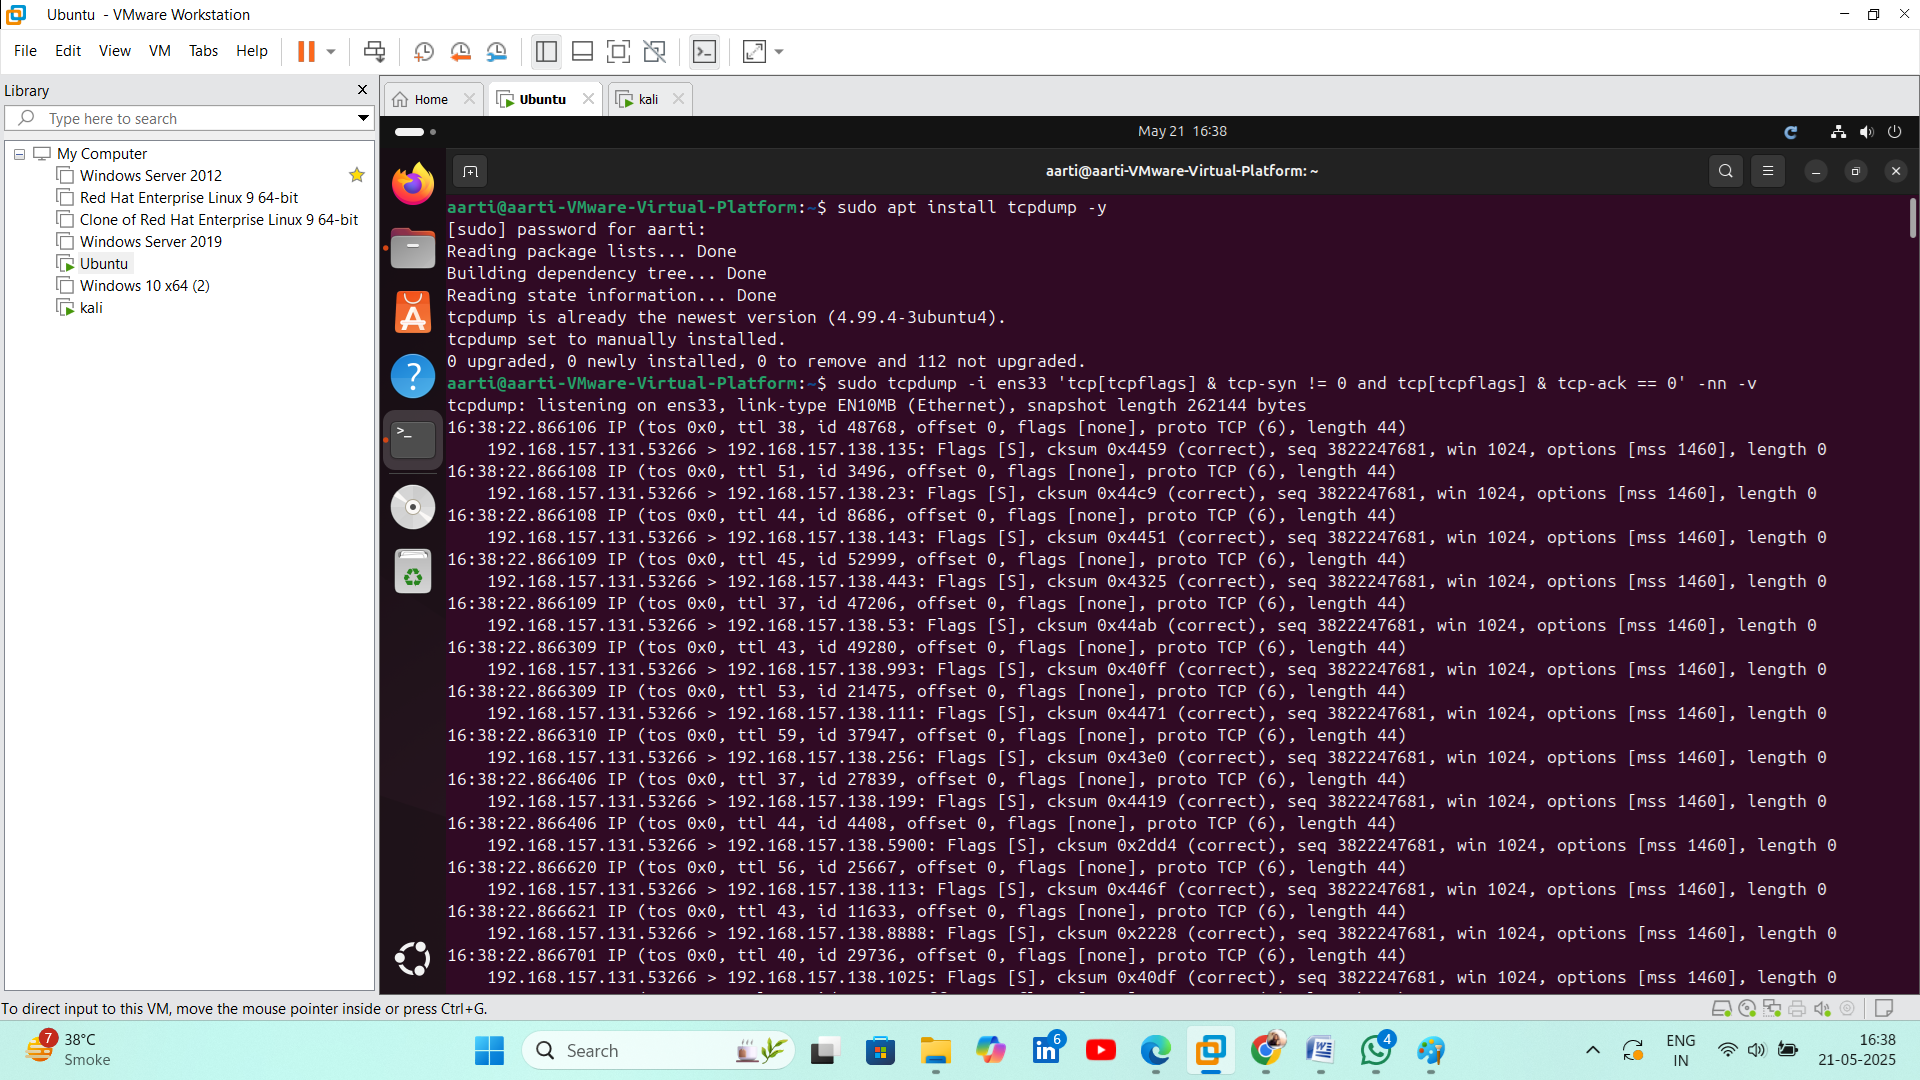 Ubuntu - VMware Workstation
File Edit View VM Tabs Help
Library
Type here to search
My Computer
Windows Server 2012
Red Hat Enterprise Linux 9 64-bit
Clone of Red Hat Enterprise Linux 9 64-bit
Windows Server 2019
Ubuntu
Windows 10 x64 (2)
kali
Home Ubuntu kali
May 21 16:38
aarti@aarti-VMware-Virtual-Platform: ~
aarti@aarti-VMware-Virtual-Platform:~$ sudo apt install tcpdump -y
[sudo] password for aarti:
Reading package lists... Done
Building dependency tree... Done
Reading state information... Done
tcpdump is already the newest version (4.99.4-3ubuntu4).
tcpdump set to manually installed.
0 upgraded, 0 newly installed, 0 to remove and 112 not upgraded.
aarti@aarti-VMware-Virtual-Platform:~$ sudo tcpdump -i ens33 'tcp[tcpflags] & tcp-syn != 0 and tcp[tcpflags] & tcp-ack == 0' -nn -v
tcpdump: listening on ens33, link-type EN10MB (Ethernet), snapshot length 262144 bytes
16:38:22.866106 IP (tos 0x0, ttl 38, id 48768, offset 0, flags [none], proto TCP (6), length 44)
192.168.157.131.53266 > 192.168.157.138.135: Flags [S], cksum 0x4459 (correct), seq 3822247681, win 1024, options [mss 1460], length 0
16:38:22.866108 IP (tos 0x0, ttl 51, id 3496, offset 0, flags [none], proto TCP (6), length 44)
192.168.157.131.53266 > 192.168.157.138.23: Flags [S], cksum 0x44c9 (correct), seq 3822247681, win 1024, options [mss 1460], length 0
16:38:22.866108 IP (tos 0x0, ttl 44, id 8686, offset 0, flags [none], proto TCP (6), length 44)
192.168.157.131.53266 > 192.168.157.138.143: Flags [S], cksum 0x4451 (correct), seq 3822247681, win 1024, options [mss 1460], length 0
16:38:22.866109 IP (tos 0x0, ttl 45, id 52999, offset 0, flags [none], proto TCP (6), length 44)
192.168.157.131.53266 > 192.168.157.138.443: Flags [S], cksum 0x4325 (correct), seq 3822247681, win 1024, options [mss 1460], length 0
16:38:22.866109 IP (tos 0x0, ttl 37, id 47206, offset 0, flags [none], proto TCP (6), length 44)
192.168.157.131.53266 > 192.168.157.138.53: Flags [S], cksum 0x44ab (correct), seq 3822247681, win 1024, options [mss 1460], length 0
16:38:22.866309 IP (tos 0x0, ttl 43, id 49280, offset 0, flags [none], proto TCP (6), length 44)
192.168.157.131.53266 > 192.168.157.138.993: Flags [S], cksum 0x40ff (correct), seq 3822247681, win 1024, options [mss 1460], length 0
16:38:22.866309 IP (tos 0x0, ttl 53, id 21475, offset 0, flags [none], proto TCP (6), length 44)
192.168.157.131.53266 > 192.168.157.138.111: Flags [S], cksum 0x4471 (correct), seq 3822247681, win 1024, options [mss 1460], length 0
16:38:22.866310 IP (tos 0x0, ttl 59, id 37947, offset 0, flags [none], proto TCP (6), length 44)
192.168.157.131.53266 > 192.168.157.138.256: Flags [S], cksum 0x43e0 (correct), seq 3822247681, win 1024, options [mss 1460], length 0
16:38:22.866406 IP (tos 0x0, ttl 37, id 27839, offset 0, flags [none], proto TCP (6), length 44)
192.168.157.131.53266 > 192.168.157.138.199: Flags [S], cksum 0x4419 (correct), seq 3822247681, win 1024, options [mss 1460], length 0
16:38:22.866406 IP (tos 0x0, ttl 44, id 4408, offset 0, flags [none], proto TCP (6), length 44)
192.168.157.131.53266 > 192.168.157.138.5900: Flags [S], cksum 0x2dd4 (correct), seq 3822247681, win 1024, options [mss 1460], length 0
16:38:22.866620 IP (tos 0x0, ttl 56, id 25667, offset 0, flags [none], proto TCP (6), length 44)
192.168.157.131.53266 > 192.168.157.138.113: Flags [S], cksum 0x446f (correct), seq 3822247681, win 1024, options [mss 1460], length 0
16:38:22.866621 IP (tos 0x0, ttl 43, id 11633, offset 0, flags [none], proto TCP (6), length 44)
192.168.157.131.53266 > 192.168.157.138.8888: Flags [S], cksum 0x2228 (correct), seq 3822247681, win 1024, options [mss 1460], length 0
16:38:22.866701 IP (tos 0x0, ttl 40, id 29736, offset 0, flags [none], proto TCP (6), length 44)
192.168.157.131.53266 > 192.168.157.138.1025: Flags [S], cksum 0x40df (correct), seq 3822247681, win 1024, options [mss 1460], length 0
To direct input to this VM, move the mouse pointer inside or press Ctrl+G.
7
38°C
Smoke
Search
6
4
ENG
IN
16:38
21-05-2025